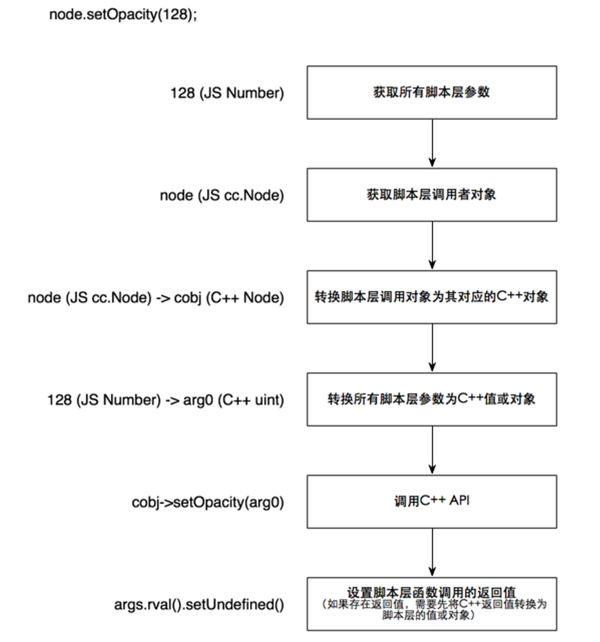 node.setOpacity(128);
128 (JS Number)
获取所有脚本层参数
node (JS cc.Node)
获取脚本层调用者对象
node (JS cc.Node) -> cobj (C++ Node)
转换脚本层调用对象为其对应的C++对象
128 (JS Number) -> arg0 (C++ uint)
转换所有脚本层参数为C++值或对象
cobj->setOpacity(arg0)
调用C++ API
args.rval().setUndefined()
设置脚本层函数调用的返回值
（如果存在返回值，需要先将C++返回值转换为
脚本层的值或对象）